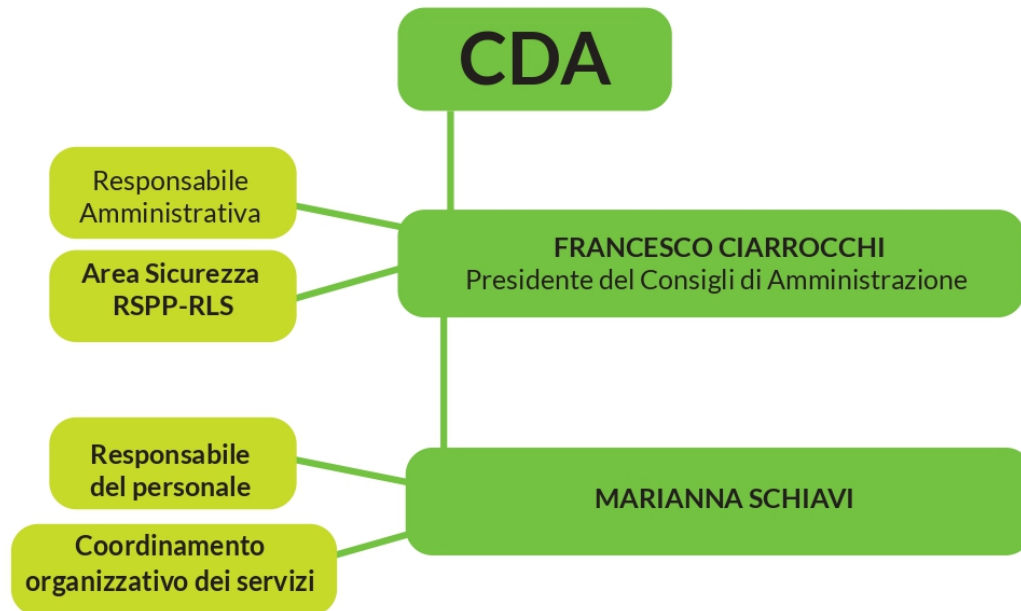 CDA
Responsabile
Amministrativa
Area Sicurezza
RSPP-RLS
FRANCESCO CIARROCCHI
Presidente del Consigli di Amministrazione
Responsabile
del personale
MARIANNA SCHIAVI
Coordinamento
organizzativo dei servizi